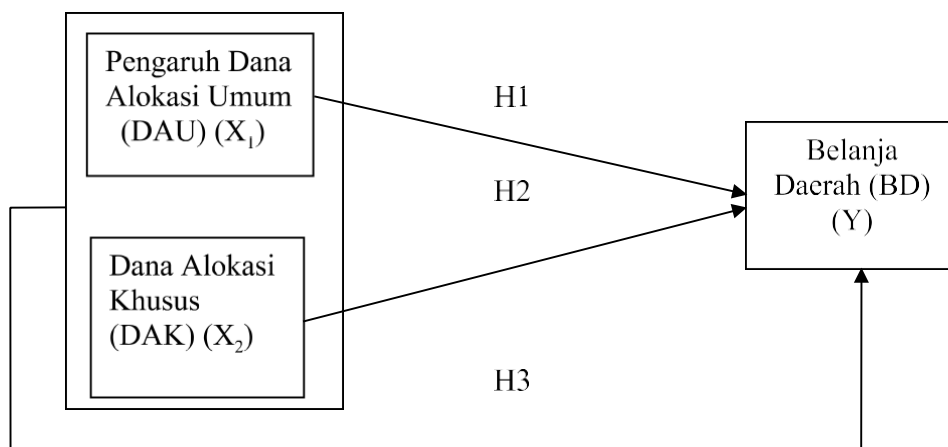 Pengaruh Dana
Alokasi Umum
(DAU) (X₁)
H1
Belanja
Daerah (BD)
(Y)
H2
Dana Alokasi
Khusus
(DAK) (X₂)
H3